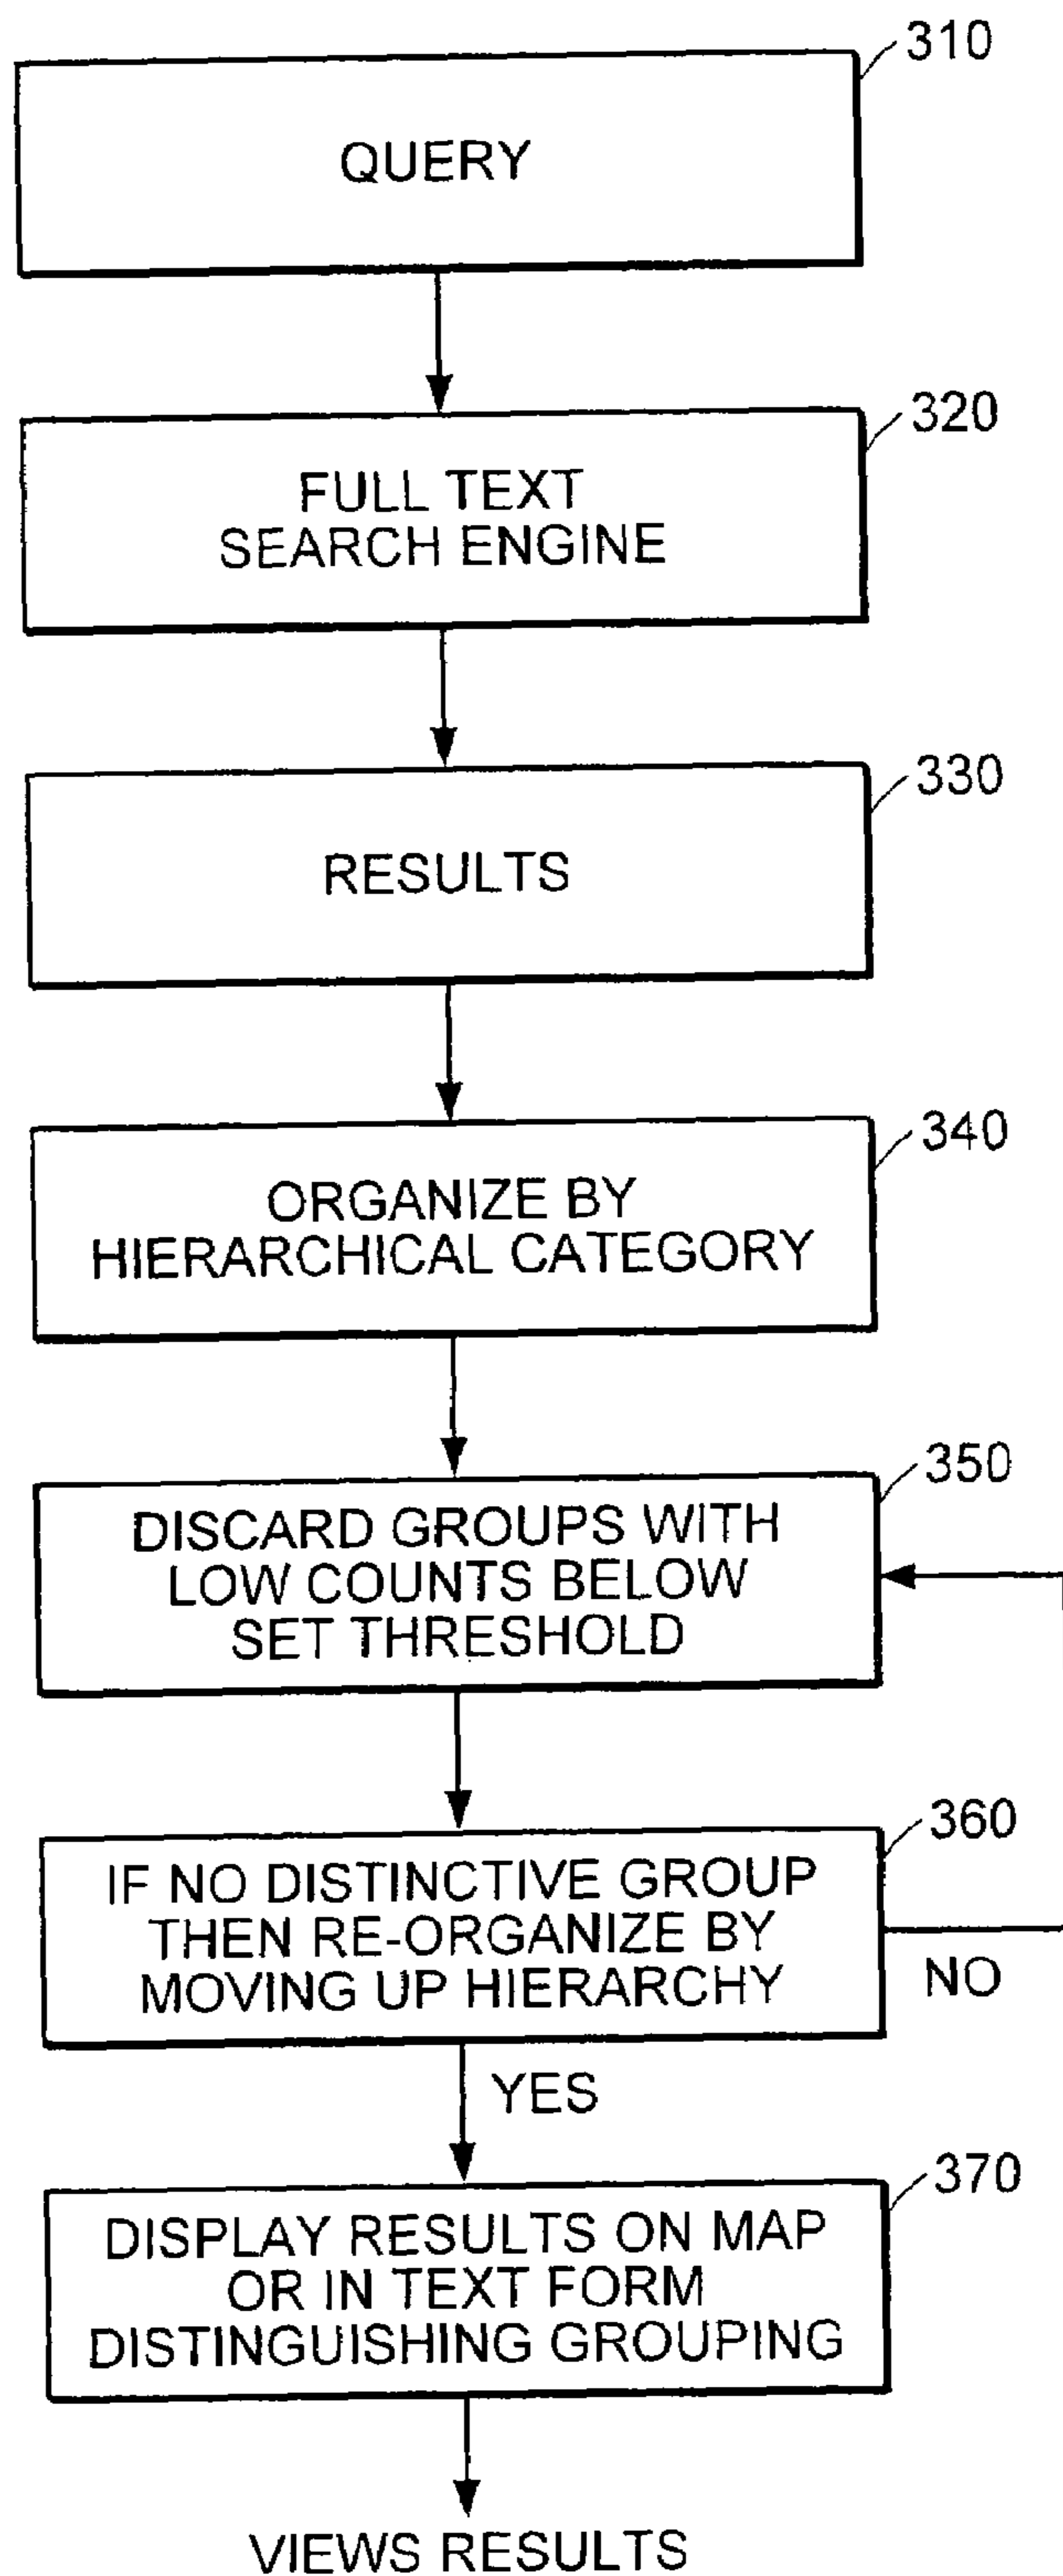 310
QUERY
320
FULL TEXT
SEARCH ENGINE
330
RESULTS
340
ORGANIZE BY
HIERARCHICAL CATEGORY
350
DISCARD GROUPS WITH
LOW COUNTS BELOW
SET THRESHOLD
360
IF NO DISTINCTIVE GROUP
THEN RE-ORGANIZE BY
MOVING UP HIERARCHY
NO
YES
370
DISPLAY RESULTS ON MAP
OR IN TEXT FORM
DISTINGUISHING GROUPING
VIEWS RESULTS